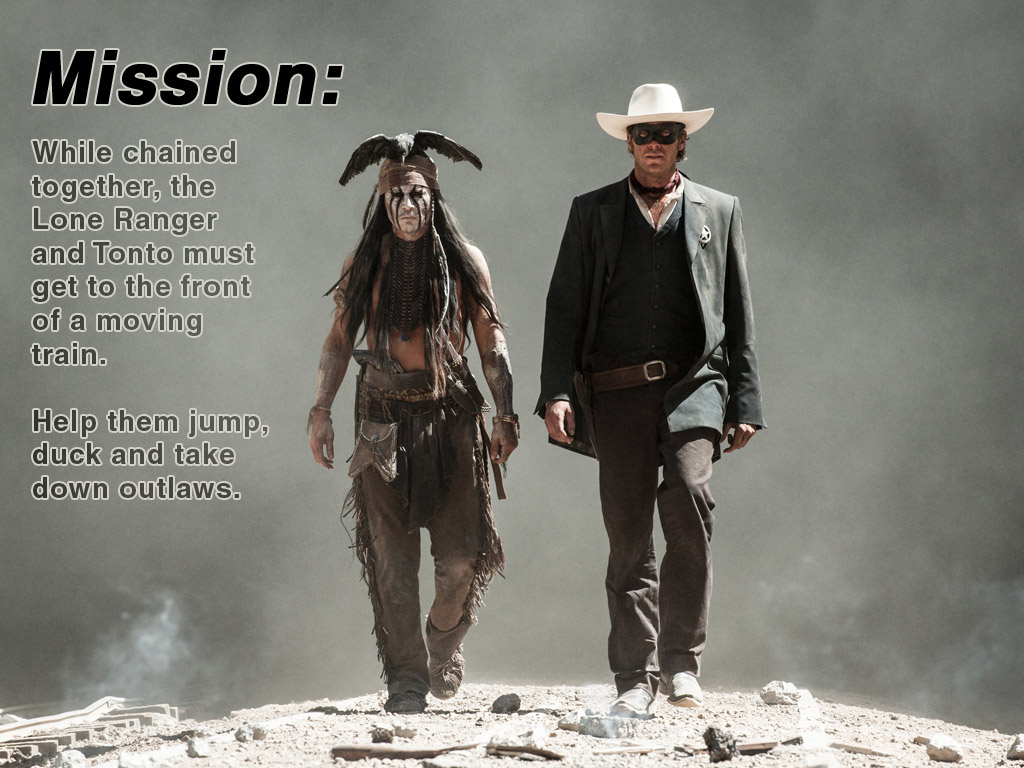 Mission:
While chained
together, the
Lone Ranger
and Tonto must
get to the front
of a moving
train.
Help them jump,
duck and take
down outlaws.